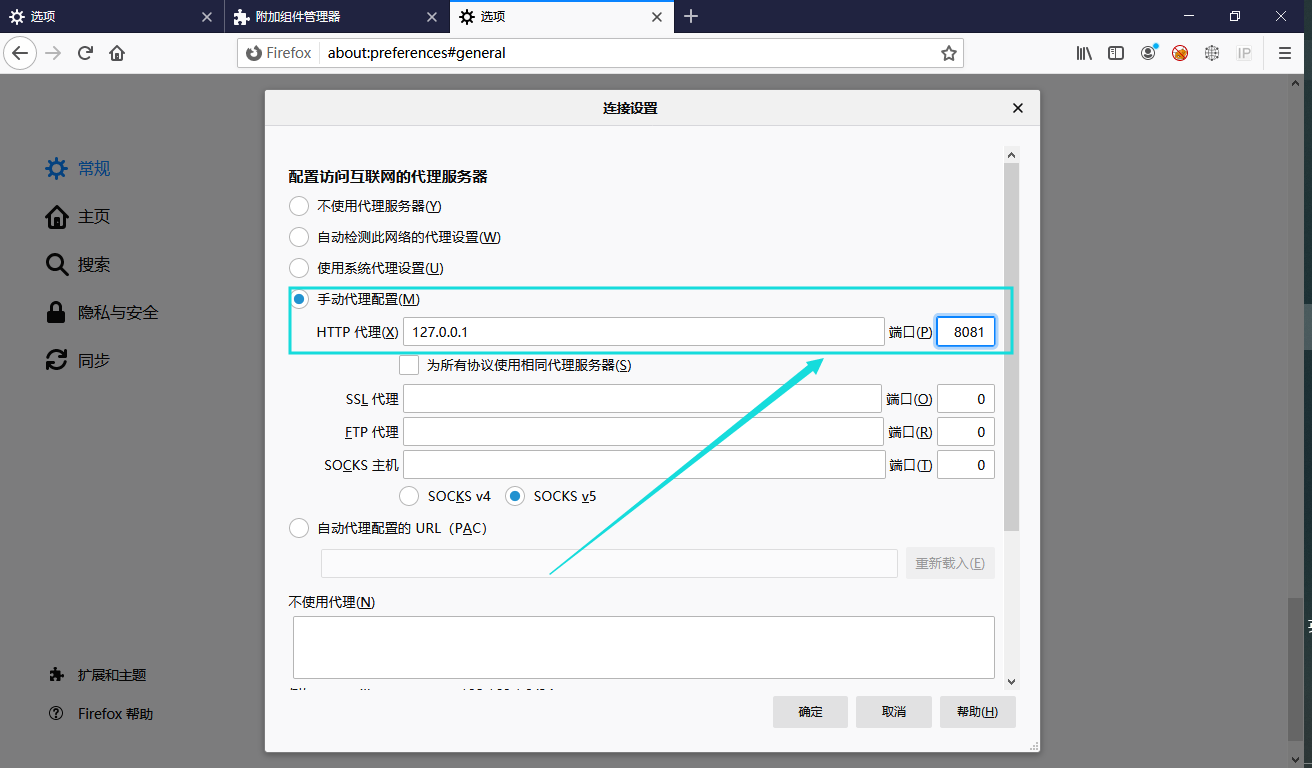 选项
附加组件管理器
选项
Firefox
about:preferences#general
IP
连接设置
常规
主页
搜索
隐私与安全
同步
扩展和主题
Firefox 帮助
配置访问互联网的代理服务器
不使用代理服务器(Y)
自动检测此网络的代理设置(W)
使用系统代理设置(U)
手动代理配置(M)
HTTP 代理(X) 127.0.0.1 端口(P) 8081
为所有协议使用相同代理服务器(S)
SSL 代理 端口(O) 0
FTP 代理 端口(R) 0
SOCKS 主机 端口(T) 0
SOCKS v4 SOCKS v5
自动代理配置的 URL（PAC）
重新载入(E)
不使用代理(N)
确定 取消 帮助(H)